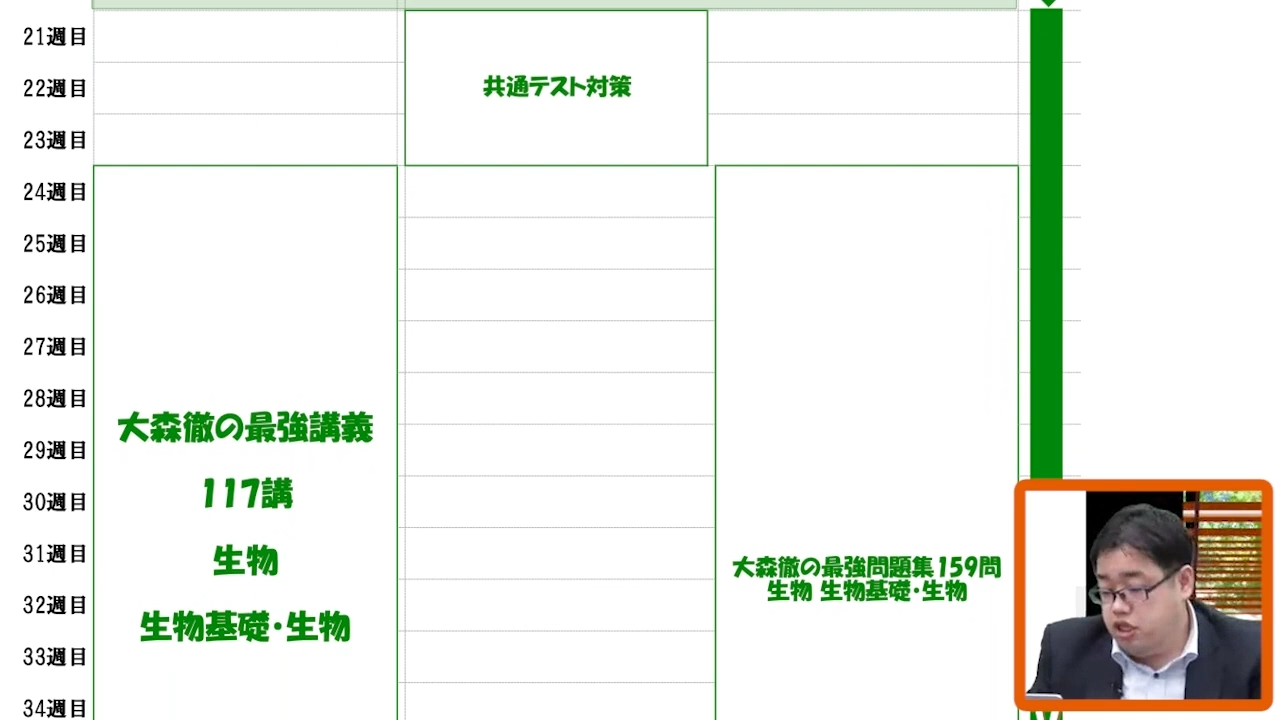 21週目
22週目
共通テスト対策
23週目
24週目
25週目
26週目
27週目
28週目
大森徹の最強講義
29週目
117講
30週目
31週目
生物
大森徹の最強問題集159問
生物 生物基礎・生物
32週目
生物基礎・生物
33週目
34週目